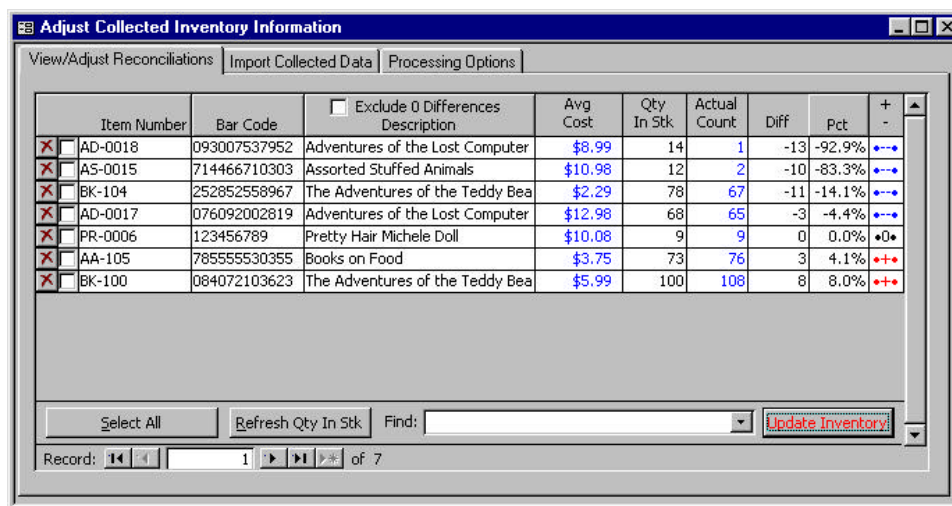 Adjust Collected Inventory Information
View/Adjust Reconciliations Import Collected Data Processing Options
Item Number Bar Code Exclude 0 Differences Description Avg Cost Qty In Stk Actual Count Diff Pct + -
AD-0018 093007537952 Adventures of the Lost Computer $8.99 14 1 -13 -92.9% •--•
AS-0015 714466710303 Assorted Stuffed Animals $10.98 12 2 -10 -83.3% •--•
BK-104 252852558967 The Adventures of the Teddy Bea $2.29 78 67 -11 -14.1% •--•
AD-0017 076092002819 Adventures of the Lost Computer $12.98 68 65 -3 -4.4% •--•
PR-0006 123456789 Pretty Hair Michele Doll $10.08 9 9 0 0.0% •0•
AA-105 785555530355 Books on Food $3.75 73 76 3 4.1% •+•
BK-100 084072103623 The Adventures of the Teddy Bea $5.99 100 108 8 8.0% •+•
Select All Refresh Qty In Stk Find: Update Inventory
Record: 1 of 7